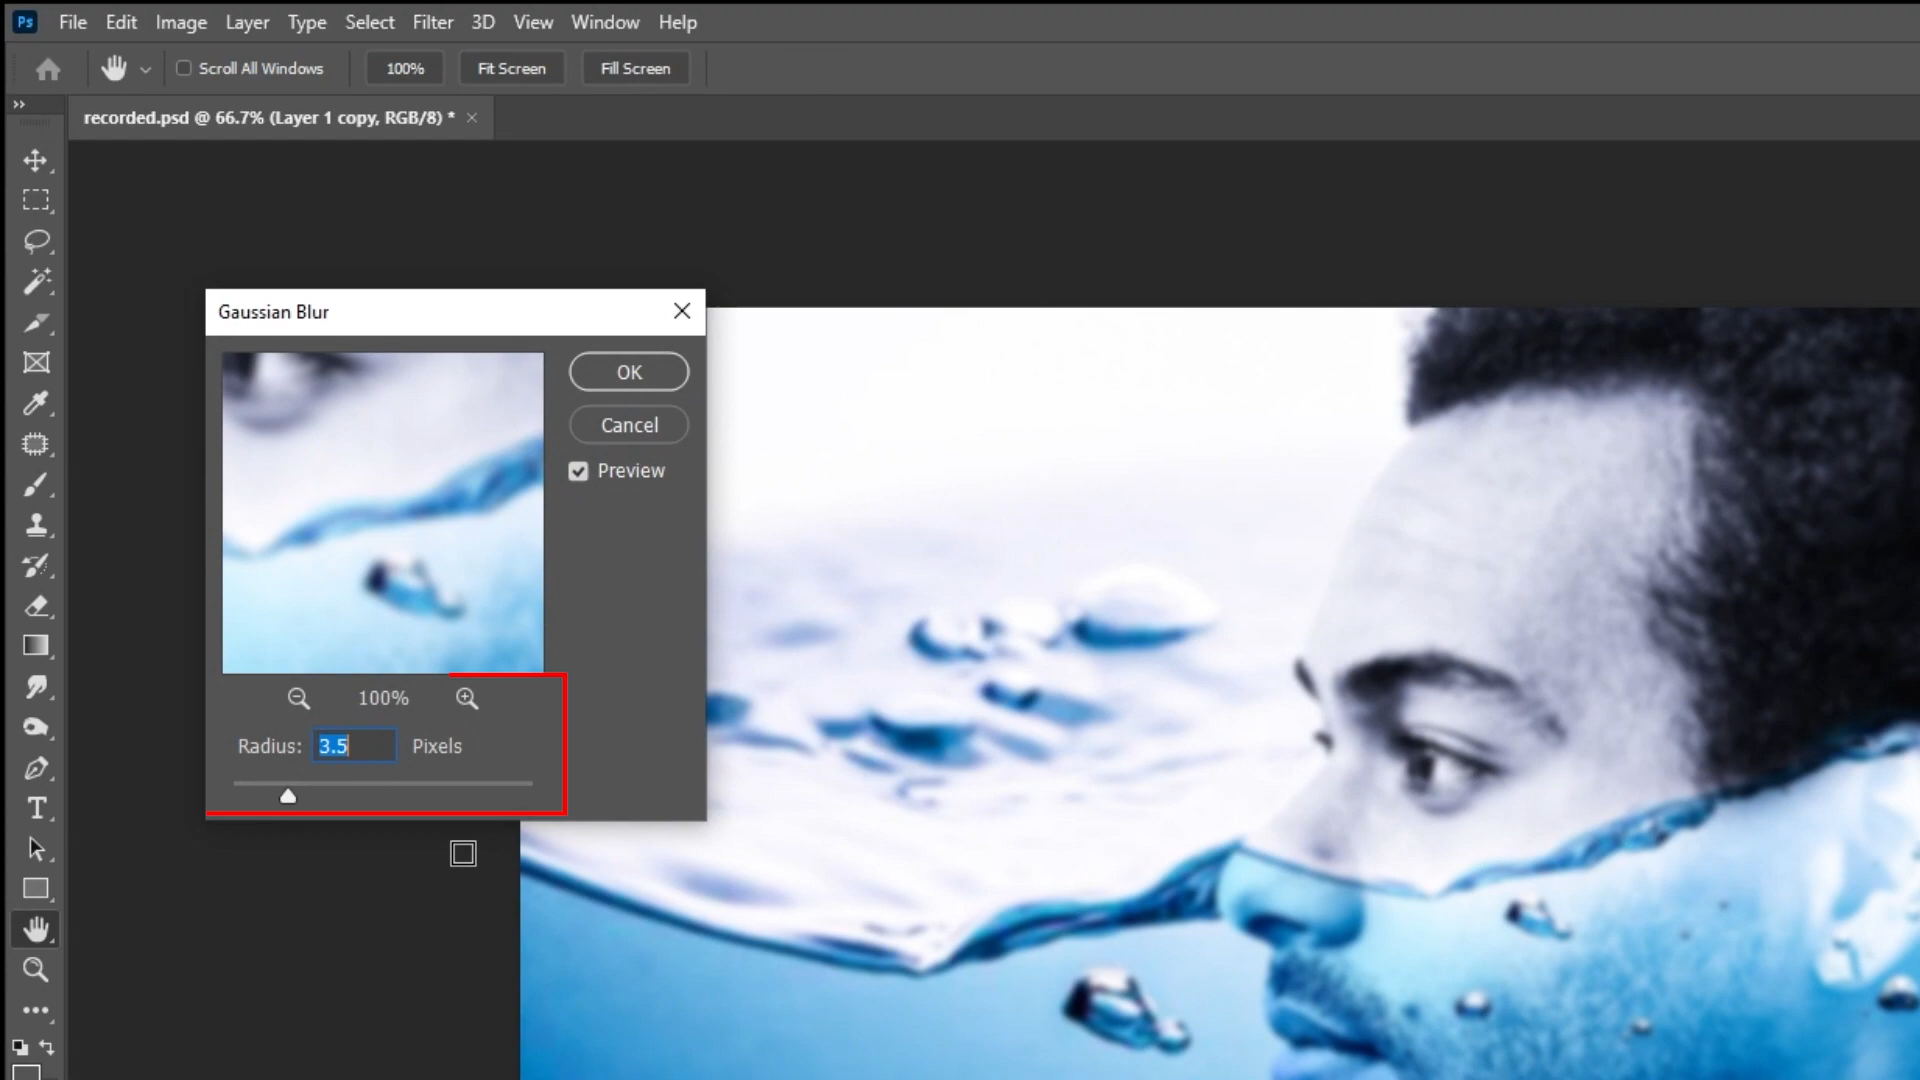 Ps File Edit Image Layer Type Select Filter 3D View Window Help
Scroll All Windows 100% Fit Screen Fill Screen
recorded.psd @ 66.7% (Layer 1 copy, RGB/8) *
Gaussian Blur
OK
Cancel
Preview
100%
Radius: 3.5 Pixels